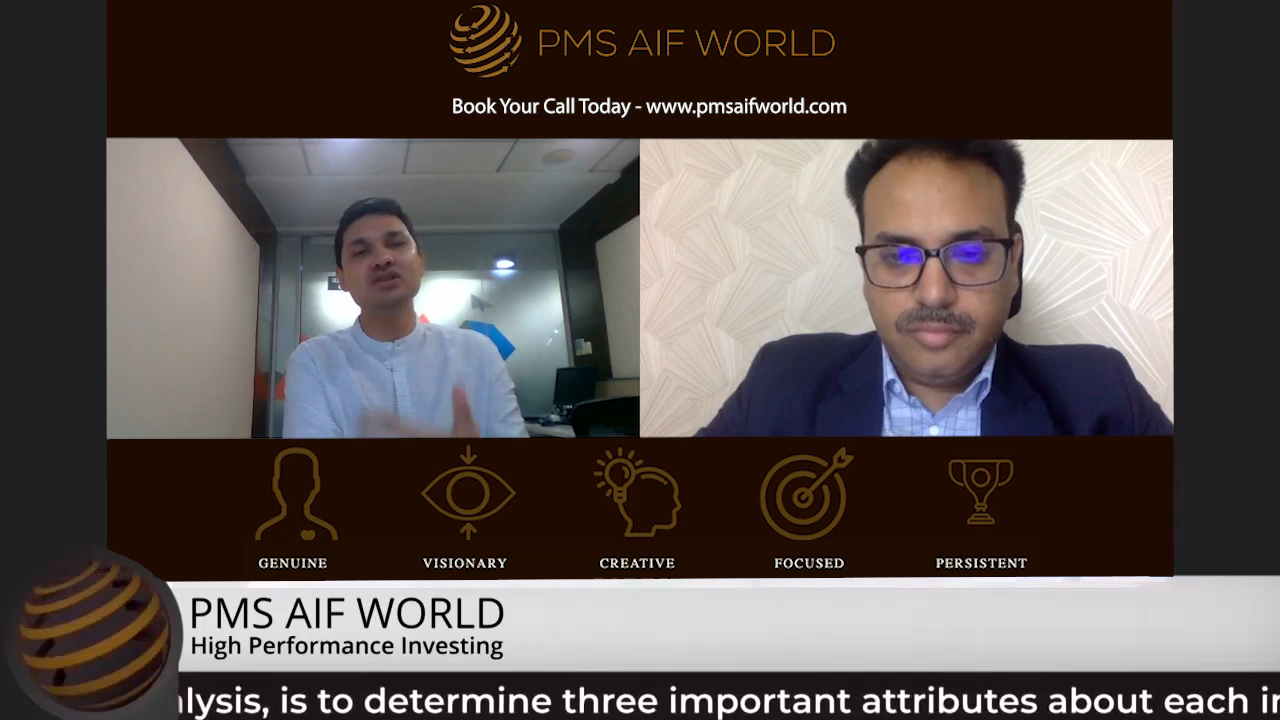 PMS AIF WORLD
Book Your Call Today - www.pmsaifworld.com
GENUINE
VISIONARY
CREATIVE
FOCUSED
PERSISTENT
PMS AIF WORLD
High Performance Investing
is to determine three important attributes about each